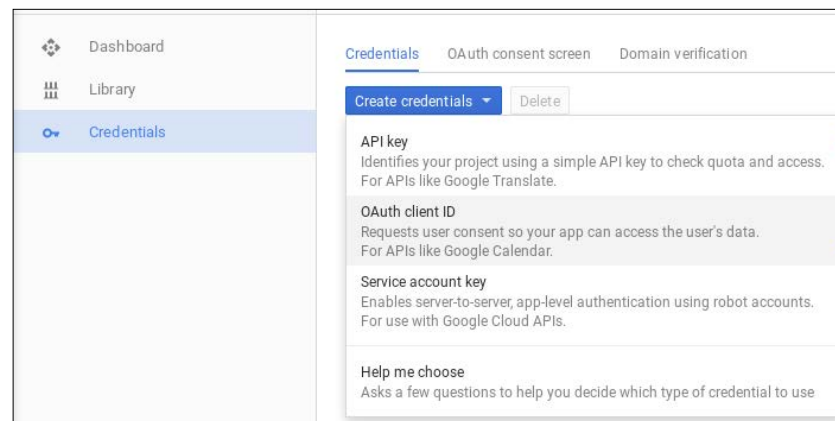 Dashboard
Library
Credentials
Credentials OAuth consent screen Domain verification
Create credentials Delete
API key
Identifies your project using a simple API key to check quota and access.
For APIs like Google Translate.
OAuth client ID
Requests user consent so your app can access the user's data.
For APIs like Google Calendar.
Service account key
Enables server-to-server, app-level authentication using robot accounts.
For use with Google Cloud APIs.
Help me choose
Asks a few questions to help you decide which type of credential to use